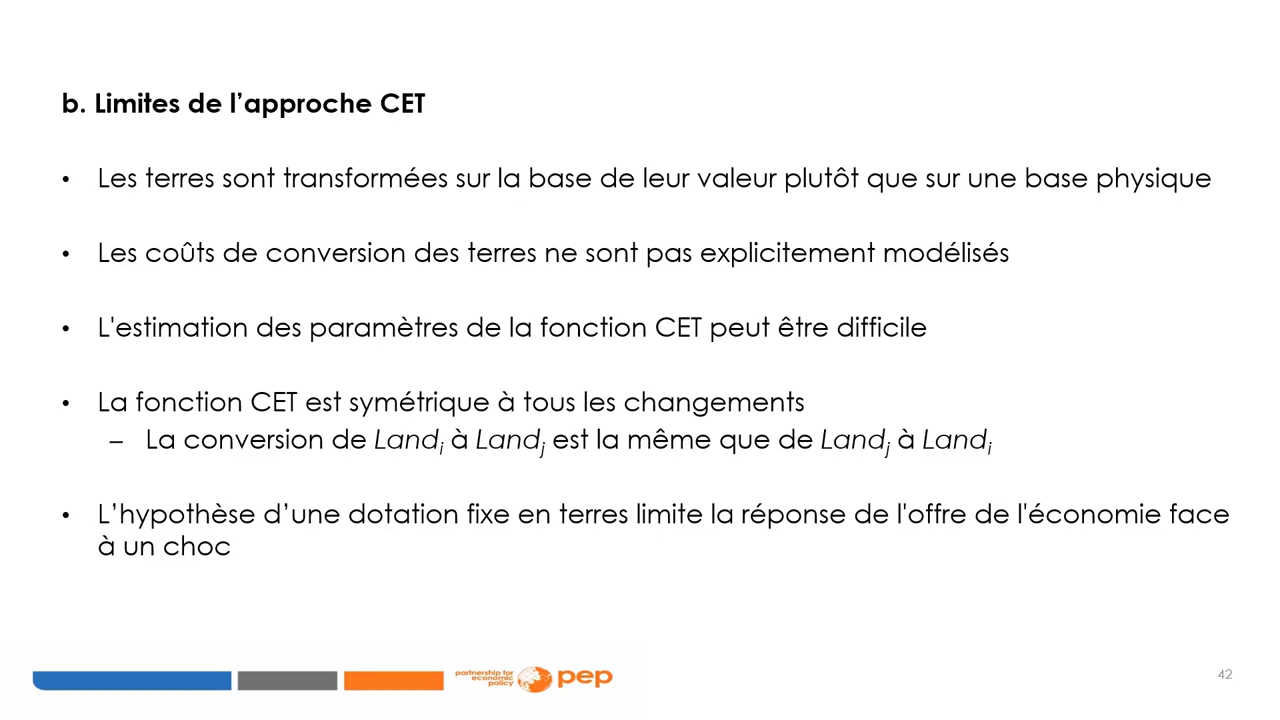 b. Limites de l’approche CET
• Les terres sont transformées sur la base de leur valeur plutôt que sur une base physique
• Les coûts de conversion des terres ne sont pas explicitement modélisés
• L'estimation des paramètres de la fonction CET peut être difficile
• La fonction CET est symétrique à tous les changements
– La conversion de Land_i à Land_j est la même que de Land_j à Land_i
• L’hypothèse d’une dotation fixe en terres limite la réponse de l'offre de l'économie face
à un choc
partnership for
economic
policy
pep
42